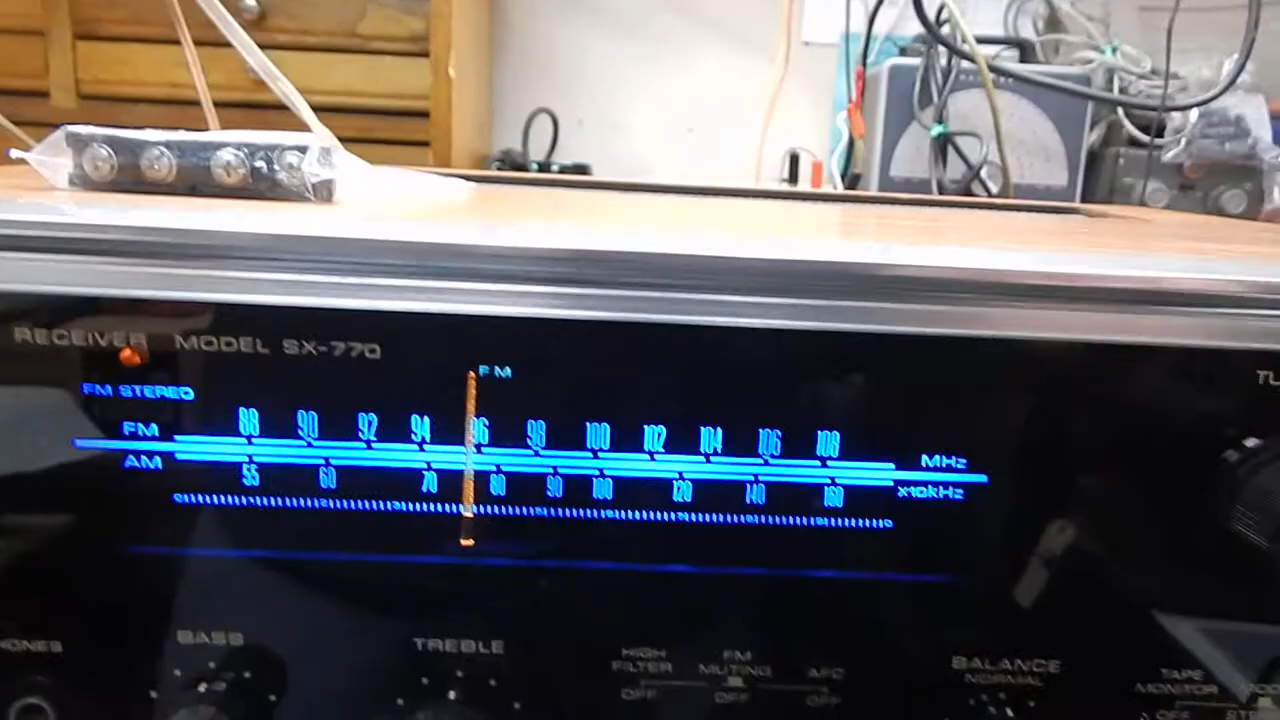 RECEIVER MODEL SX-770
FM
FM STEREO
FM 88 90 92 94 96 98 100 102 104 106 108 MHz
AM 55 60 70 80 90 100 120 140 160 x10kHz
BASS
TREBLE
HIGH FILTER
OFF
FM MUTING
OFF
AFC
OFF
BALANCE
NORMAL
TAPE MONITOR